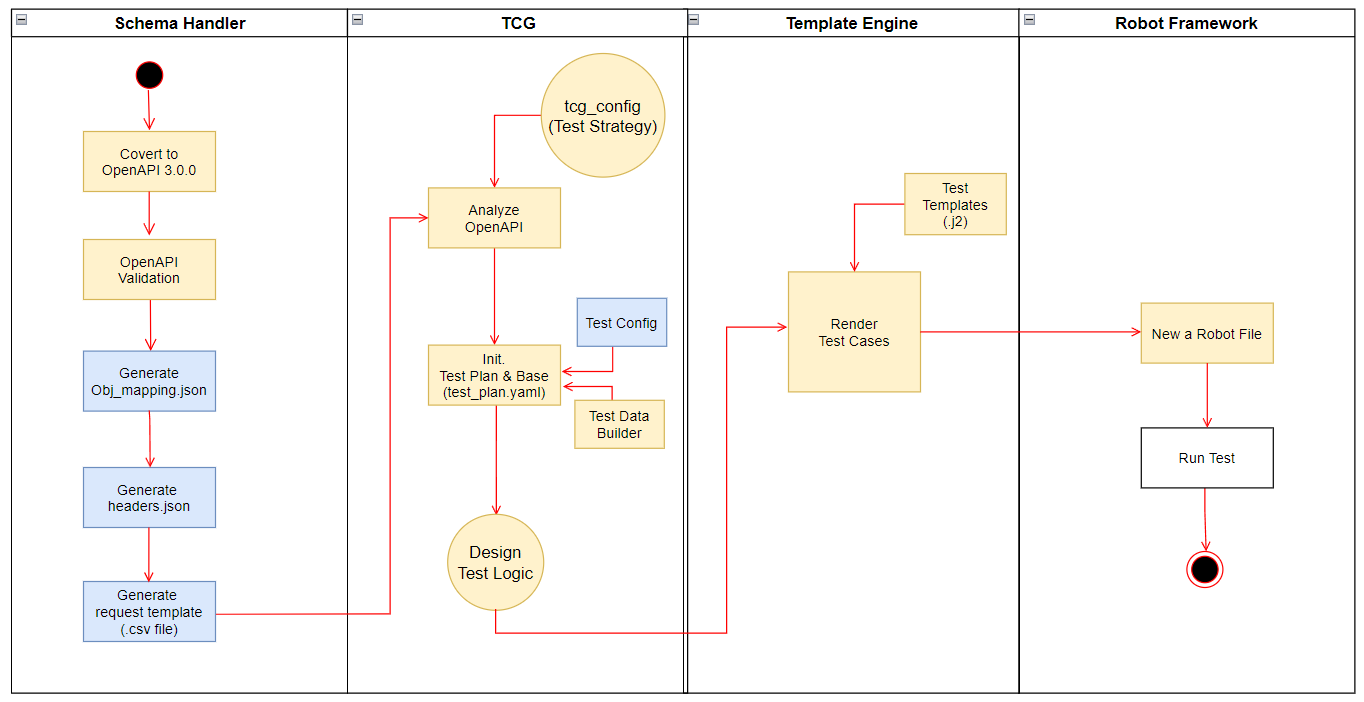 Schema Handler
TCG
Template Engine
Robot Framework
Covert to
OpenAPI 3.0.0
OpenAPI
Validation
Generate
Obj_mapping.json
Generate
headers.json
Generate
request template
(.csv file)
tcg_config
(Test Strategy)
Analyze
OpenAPI
Test Config
Init.
Test Plan & Base
(test_plan.yaml)
Test Data
Builder
Design
Test Logic
Test
Templates
(.j2)
Render
Test Cases
New a Robot File
Run Test